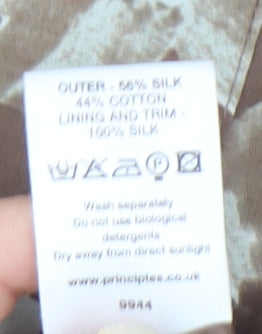 OUTER - 56% SILK
44% COTTON
LINING AND TRIM -
100% SILK
P
Wash separately
Do not use biological
detergents
Dry away from direct sunlight
www.principles.co.uk
9944